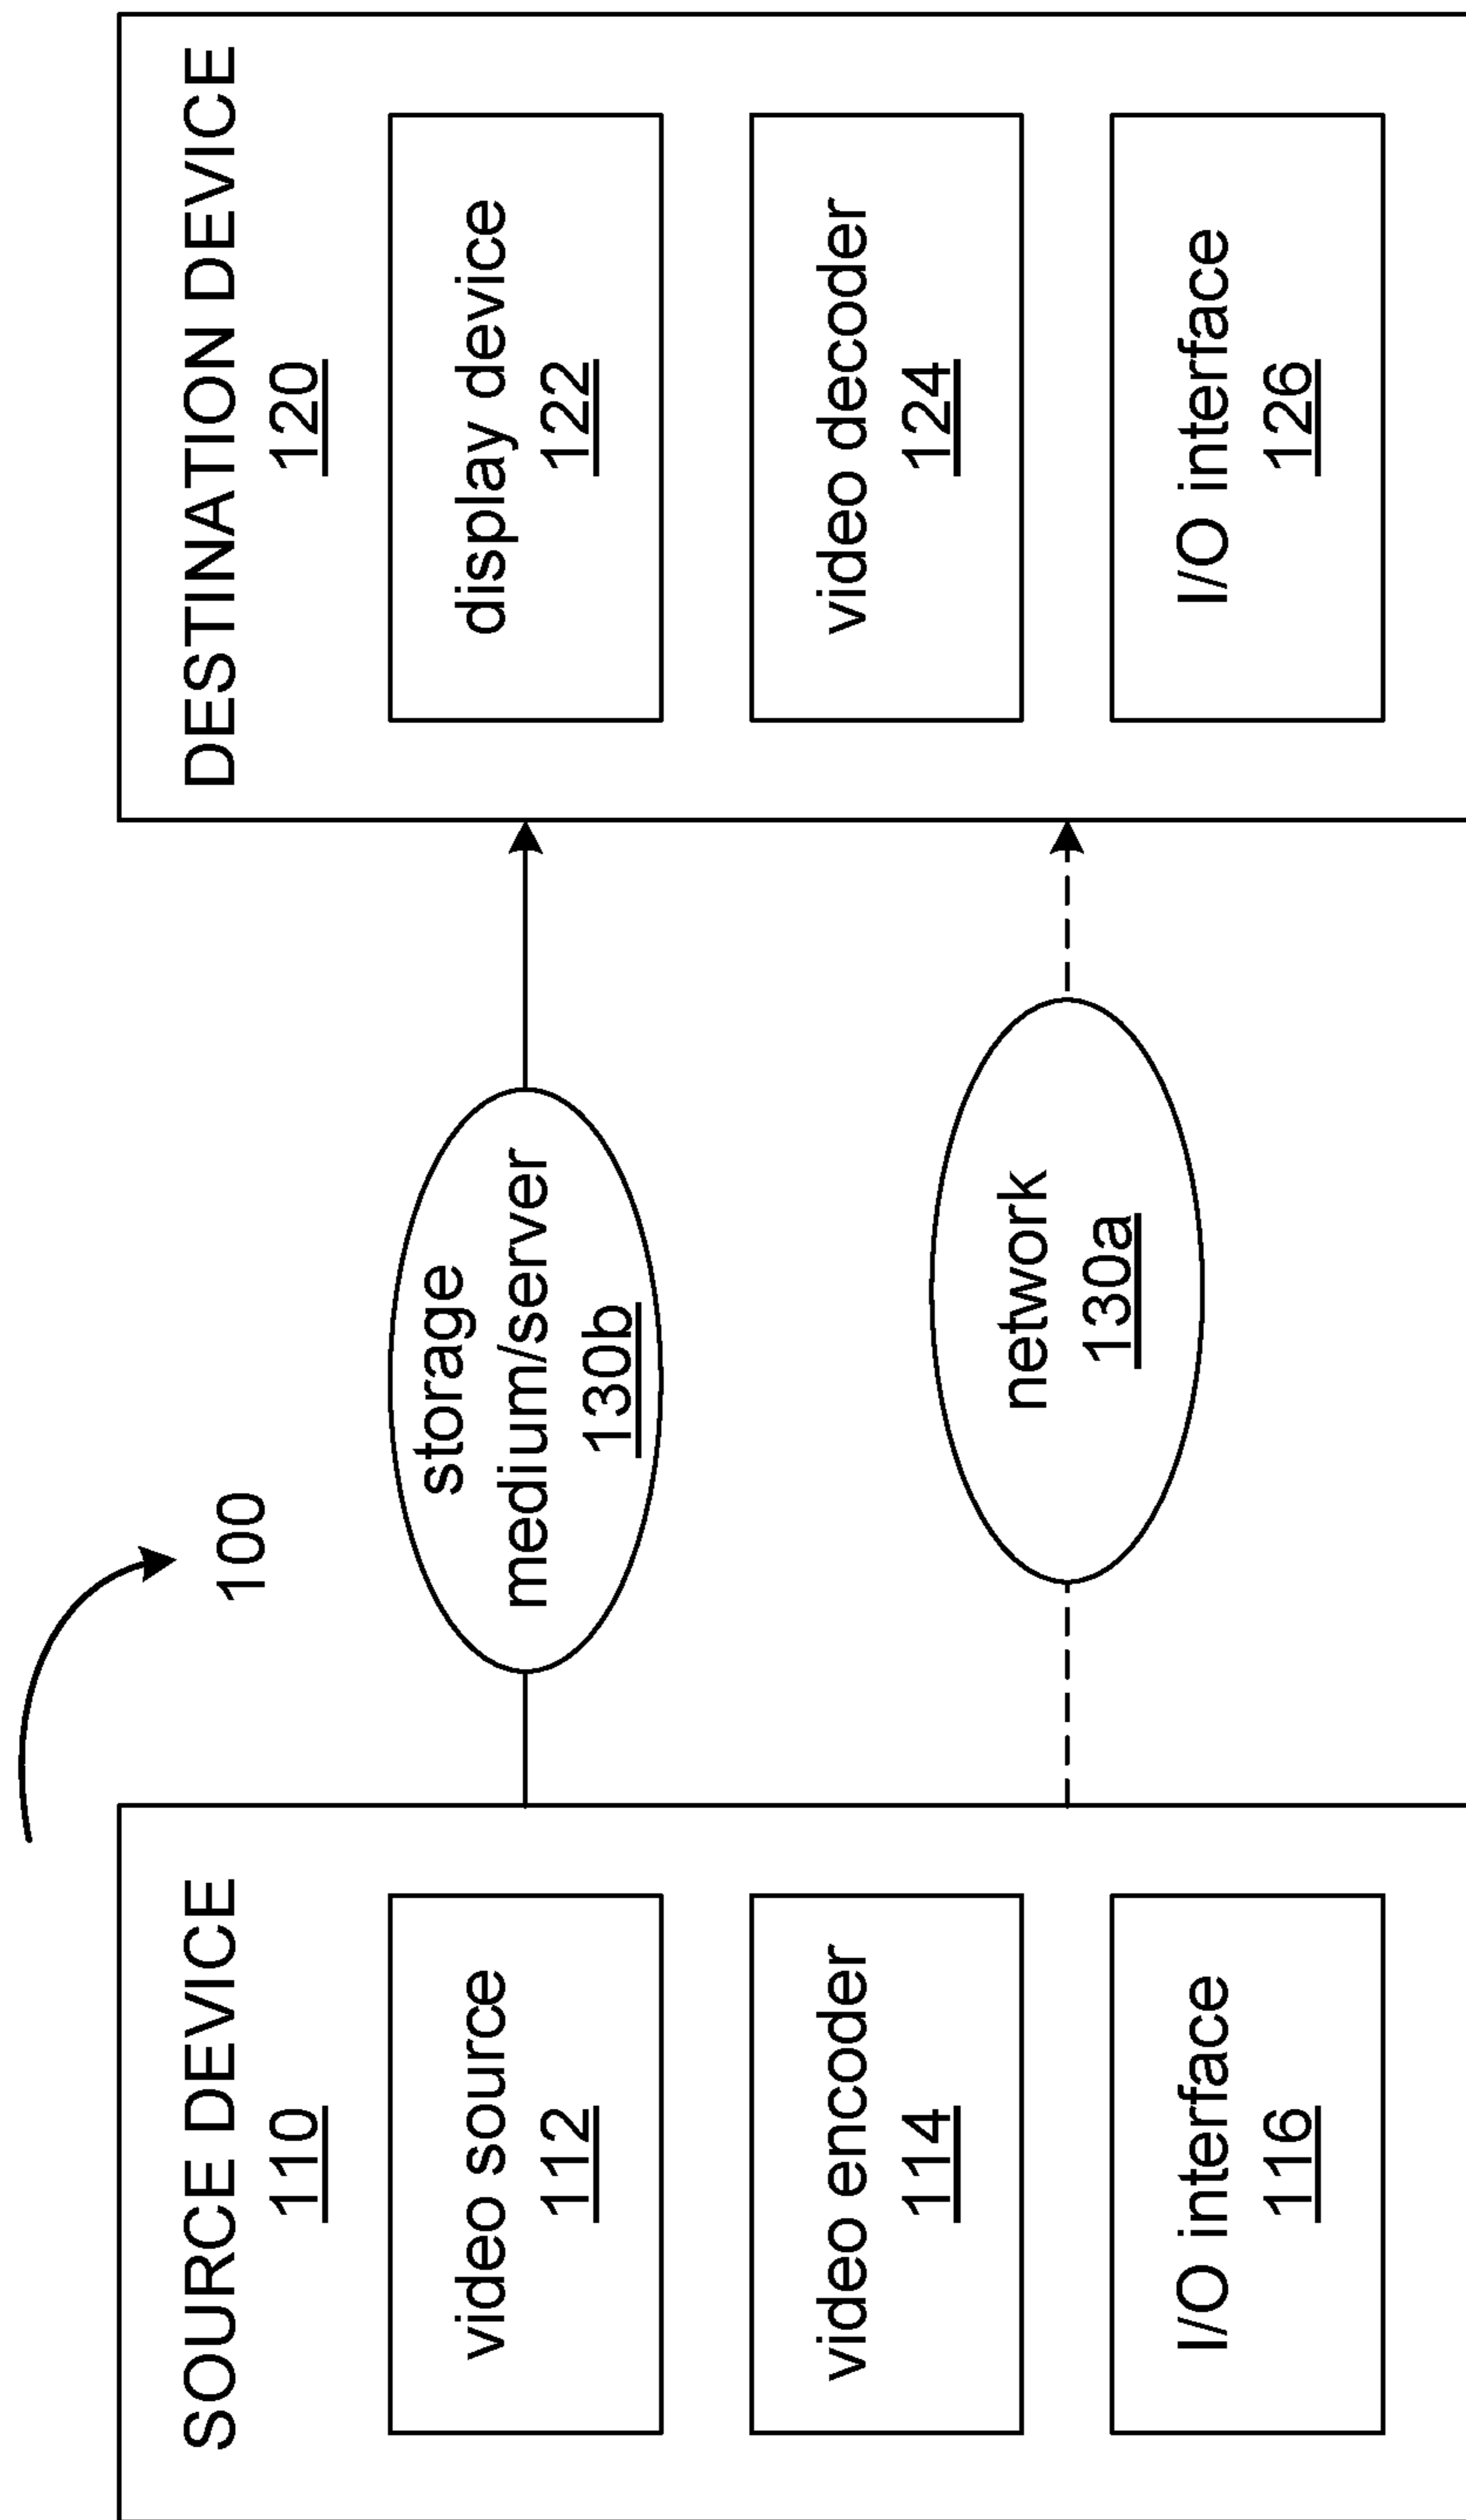 100
SOURCE DEVICE
110
video source
112
video encoder
114
I/O interface
116
storage
medium/server
130b
network
130a
DESTINATION DEVICE
120
display device
122
video decoder
124
I/O interface
126